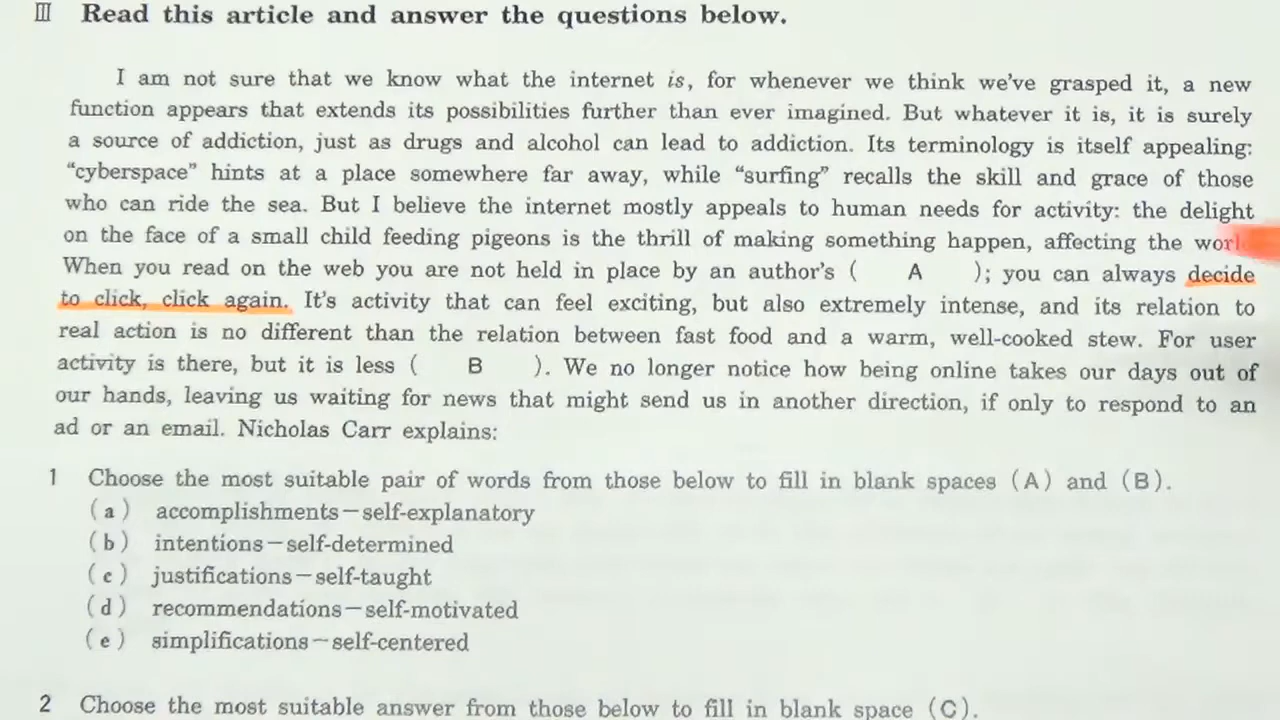 Ⅲ Read this article and answer the questions below.
I am not sure that we know what the internet is, for whenever we think we've grasped it, a new
function appears that extends its possibilities further than ever imagined. But whatever it is, it is surely
a source of addiction, just as drugs and alcohol can lead to addiction. Its terminology is itself appealing:
"cyberspace" hints at a place somewhere far away, while "surfing" recalls the skill and grace of those
who can ride the sea. But I believe the internet mostly appeals to human needs for activity: the delight
on the face of a small child feeding pigeons is the thrill of making something happen, affecting the
When you read on the web you are not held in place by an author's ( A ); you can always decide
to click, click again. It's activity that can feel exciting, but also extremely intense, and its relation to
real action is no different than the relation between fast food and a warm, well-cooked stew. For user
activity is there, but it is less ( B ). We no longer notice how being online takes our days out of
our hands, leaving us waiting for news that might send us in another direction, if only to respond to an
ad or an email. Nicholas Carr explains:
1 Choose the most suitable pair of words from those below to fill in blank spaces (A) and (B).
(a) accomplishments－self-explanatory
(b) intentions－self-determined
(c) justifications－self-taught
(d) recommendations－self-motivated
(e) simplifications－self-centered
2 Choose the most suitable answer from those below to fill in blank space (C).